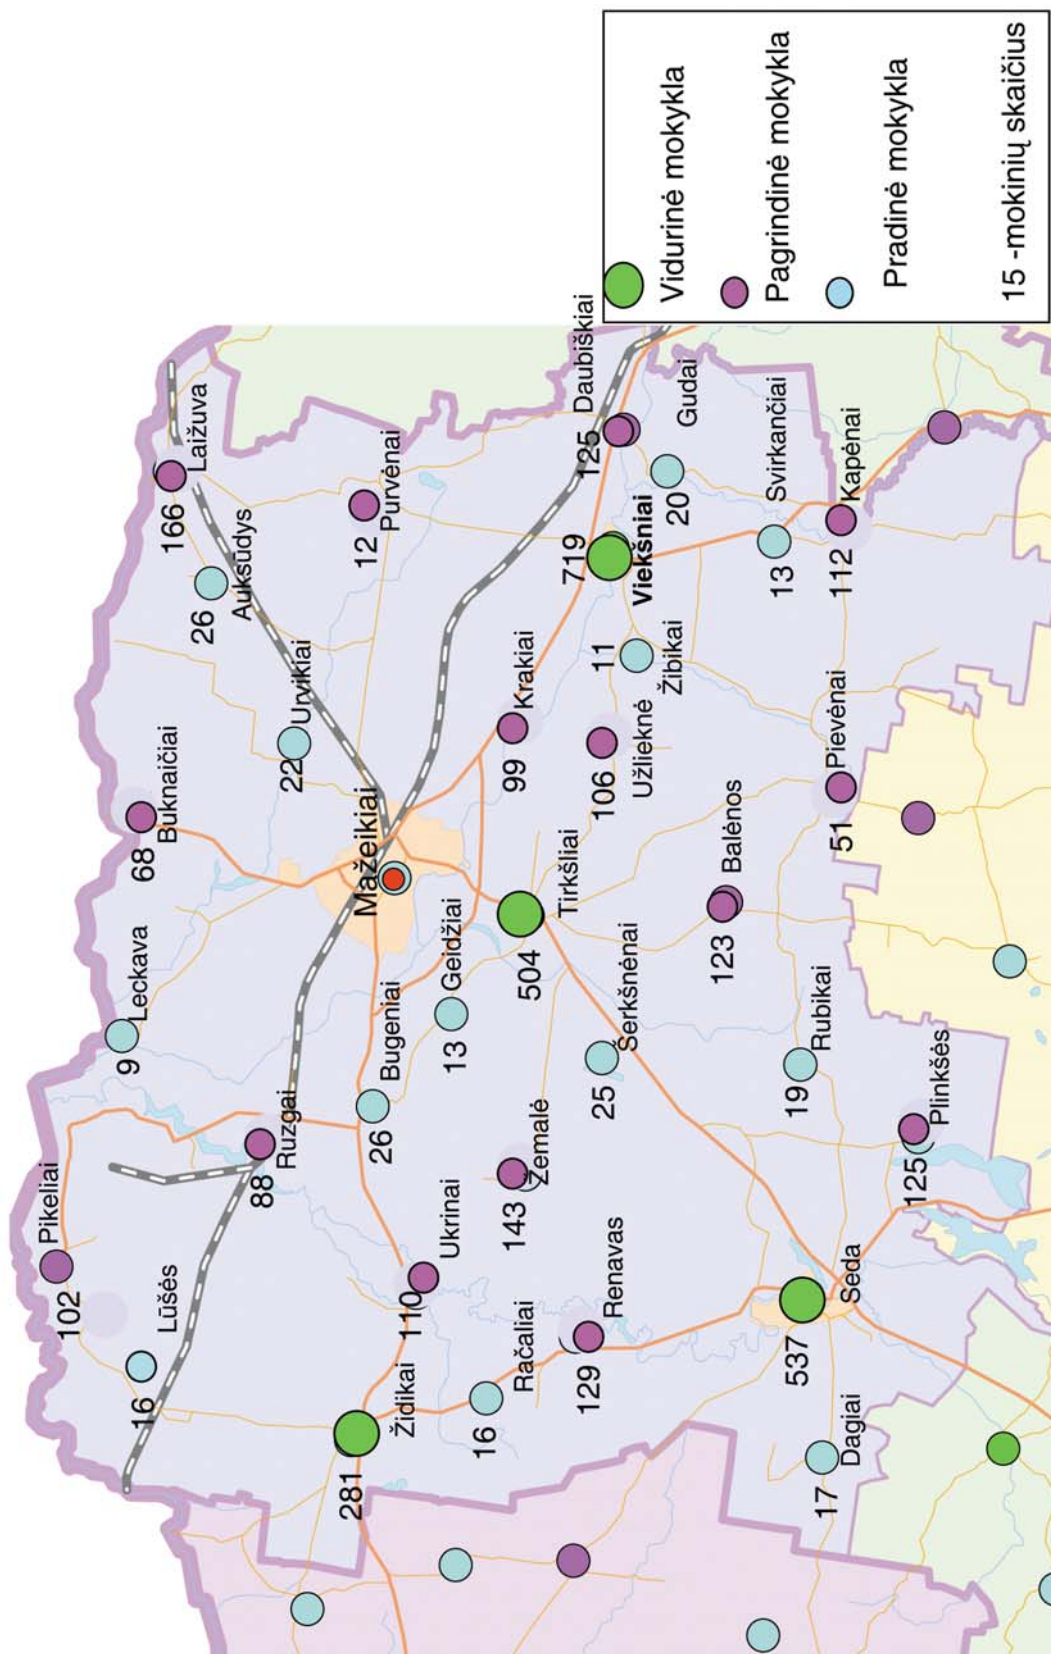 Pikeliai
102
Leckava
9
Lūšės
16
Buknaičiai
68
Laižuva
166
Auksūdys
26
Ruzgai
88
Urvikiai
22
Mažeikiai
Purvėnai
12
Židikai
281
Bugeniai
26
Ukrinai
110
Geidžiai
13
Račaliai
16
Krakiai
99
Žemalė
143
Tirkšliai
504
Daubiškiai
125
Viekšniai
719
Renavas
129
Šerkšnėnai
25
Užlieknė
106
Žibikai
11
Gudai
20
Balėnos
123
Svirkančiai
13
Seda
537
Rubikai
19
Dagiai
17
Pievėnai
51
Kapėnai
112
Plinkšės
125
Vidurinė mokykla
Pagrindinė mokykla
Pradinė mokykla
15 -mokinių skaičius